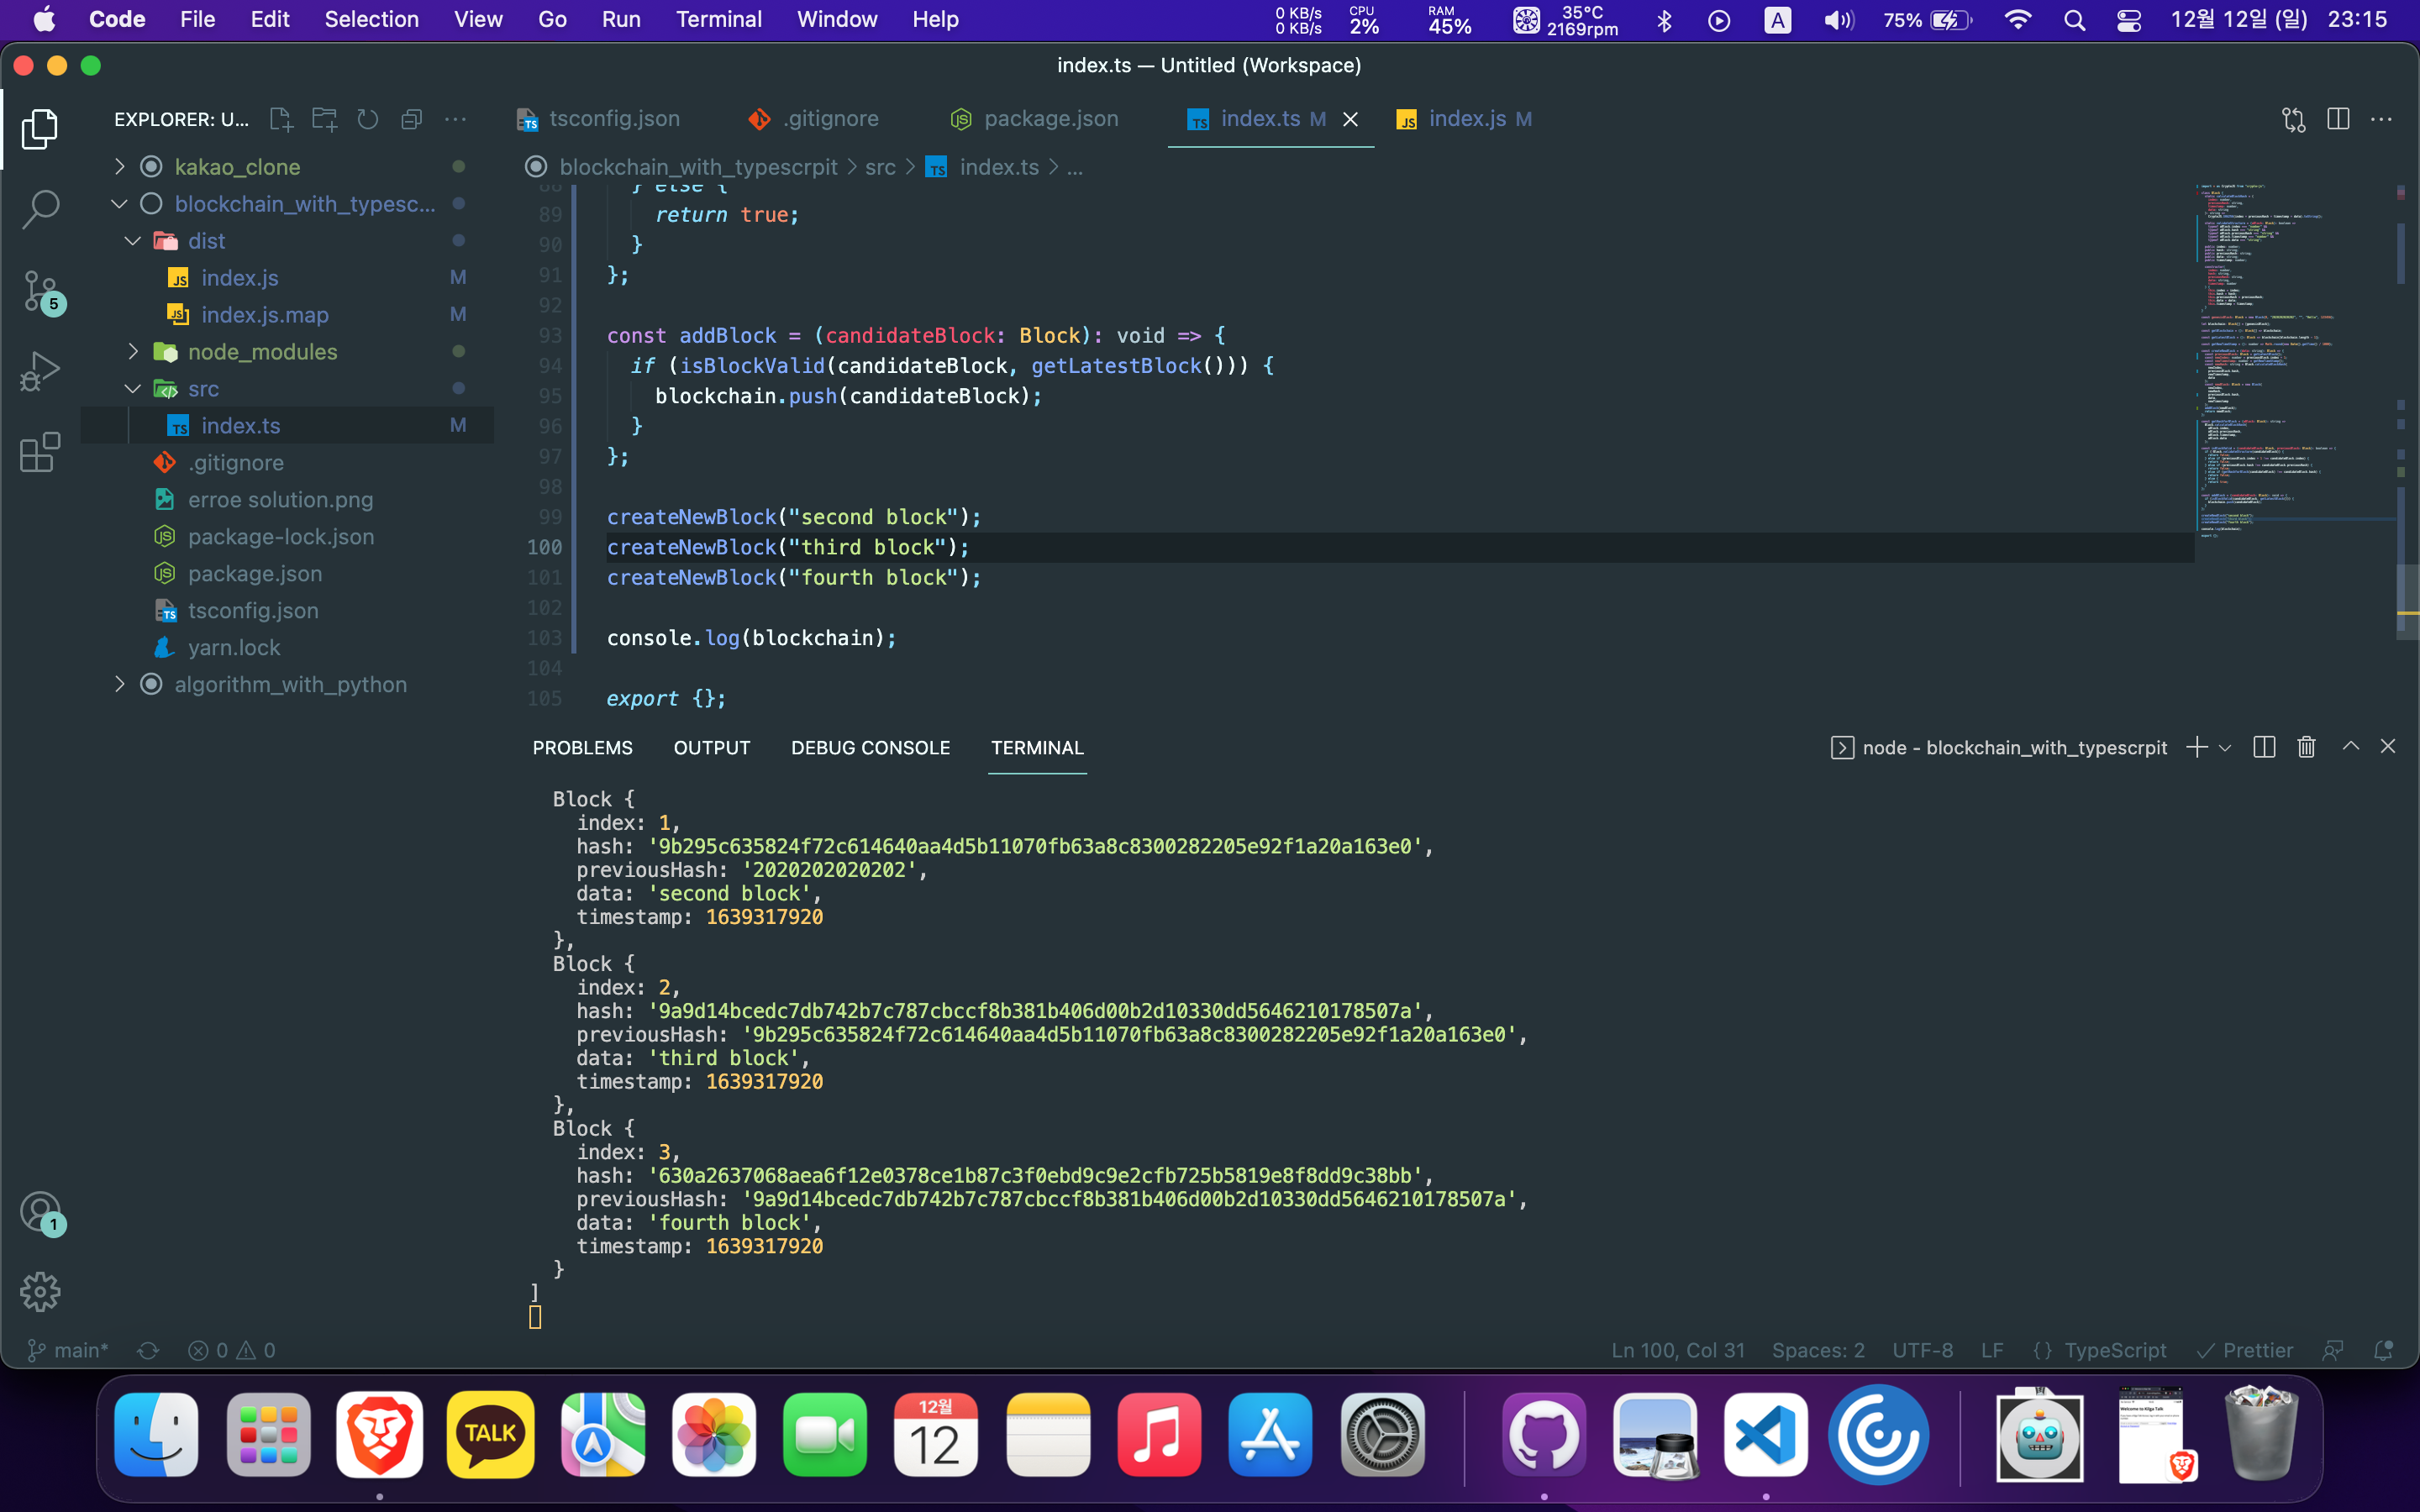 Code File Edit Selection View Go Run Terminal Window Help
0 KB/s
0 KB/s
CPU
2%
RAM
45%
35°C
2169rpm
A
75%
12월 12일 (일) 23:15
index.ts — Untitled (Workspace)
EXPLORER: U...
tsconfig.json
.gitignore
package.json
index.ts M
index.js M
kakao_clone
blockchain_with_typesc...
dist
index.js M
index.js.map M
node_modules
src
index.ts M
.gitignore
erroe solution.png
package-lock.json
package.json
tsconfig.json
yarn.lock
algorithm_with_python
5
1
blockchain_with_typescrpit > src > TS index.ts > ...
88 } else {
89 return true;
90 }
91 };
92
93 const addBlock = (candidateBlock: Block): void => {
94 if (isBlockValid(candidateBlock, getLatestBlock())) {
95 blockchain.push(candidateBlock);
96 }
97 };
98
99 createNewBlock("second block");
100 createNewBlock("third block");
101 createNewBlock("fourth block");
102
103 console.log(blockchain);
104
105 export {};
PROBLEMS OUTPUT DEBUG CONSOLE TERMINAL
node - blockchain_with_typescrpit
Block {
index: 1,
hash: '9b295c635824f72c614640aa4d5b11070fb63a8c8300282205e92f1a20a163e0',
previousHash: '2020202020202',
data: 'second block',
timestamp: 1639317920
},
Block {
index: 2,
hash: '9a9d14bcedc7db742b7c787cbccf8b381b406d00b2d10330dd5646210178507a',
previousHash: '9b295c635824f72c614640aa4d5b11070fb63a8c8300282205e92f1a20a163e0',
data: 'third block',
timestamp: 1639317920
},
Block {
index: 3,
hash: '630a2637068aea6f12e0378ce1b87c3f0ebd9c9e2cfb725b5819e8f8dd9c38bb',
previousHash: '9a9d14bcedc7db742b7c787cbccf8b381b406d00b2d10330dd5646210178507a',
data: 'fourth block',
timestamp: 1639317920
}
]
main* 0 0
Ln 100, Col 31 Spaces: 2 UTF-8 LF {} TypeScript Prettier
TALK
12월
12